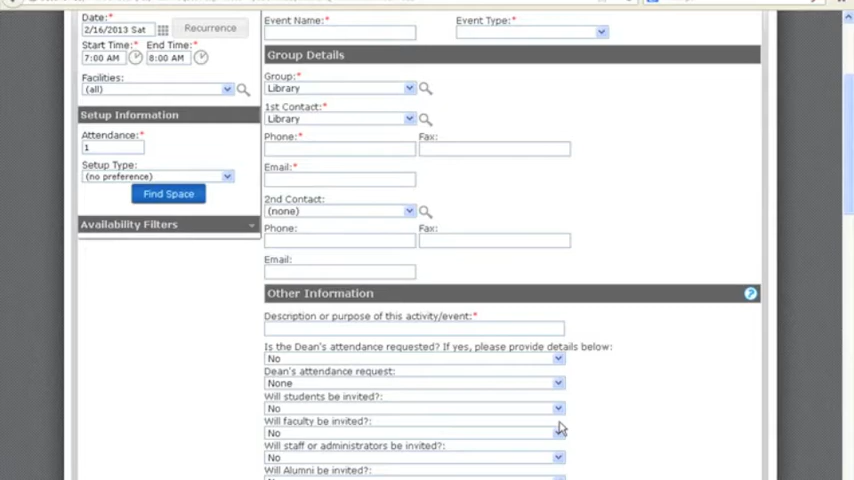 Date:*
2/16/2013 Sat
Recurrence
Start Time:* End Time:*
7:00 AM 8:00 AM
Facilities:
(all)
Setup Information
Attendance:*
1
Setup Type:
(no preference)
Find Space
Availability Filters
Event Name:* Event Type:*
Group Details
Group:*
Library
1st Contact:*
Library
Phone:* Fax:
Email:*
2nd Contact:
(none)
Phone: Fax:
Email:
Other Information ?
Description or purpose of this activity/event:*
Is the Dean's attendance requested? If yes, please provide details below:
No
Dean's attendance request:
None
Will students be invited?:
No
Will faculty be invited?:
No
Will staff or administrators be invited?:
No
Will Alumni be invited?: